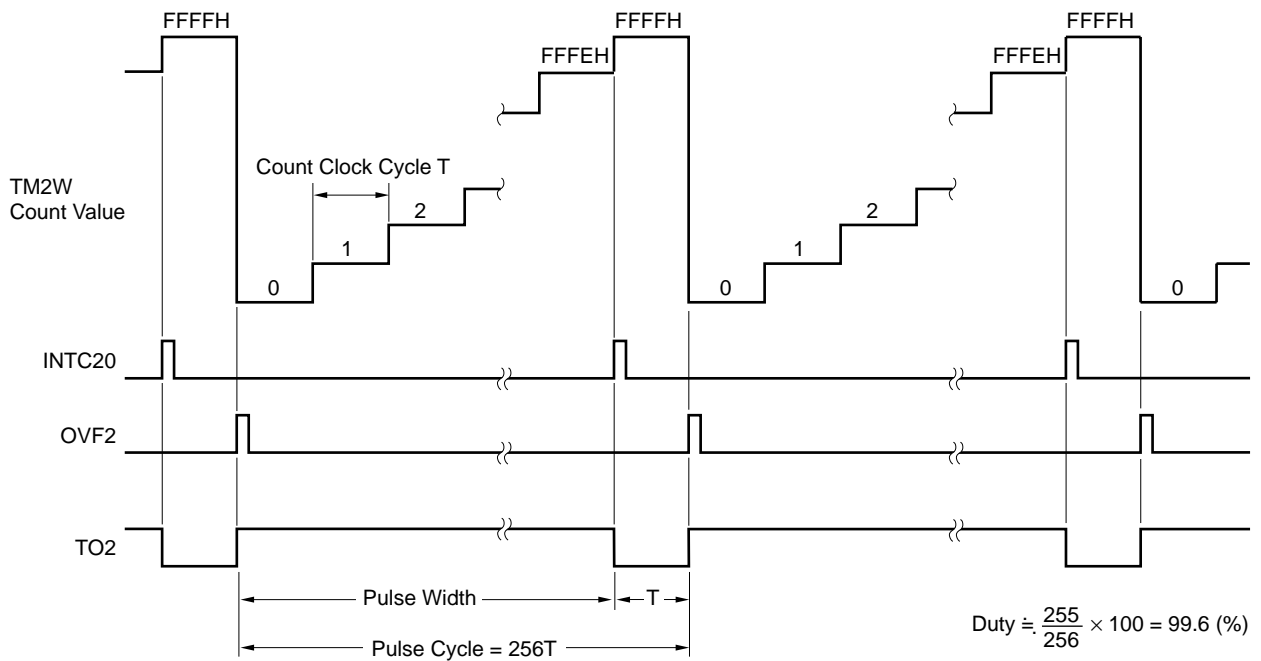 FFFFH FFFFH FFFFH
FFFEH FFFEH
Count Clock Cycle T
TM2W
Count Value
2 2
1 1
0 0 0
INTC20
OVF2
TO2
Pulse Width T
Duty ≒ 255/256 × 100 = 99.6 (%)
Pulse Cycle = 256T